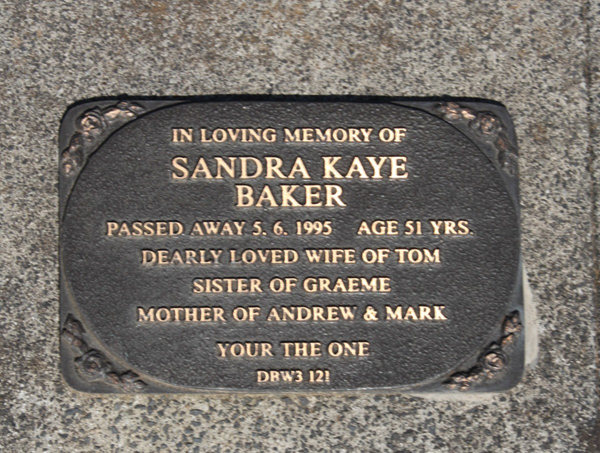 IN LOVING MEMORY OF
SANDRA KAYE
BAKER
PASSED AWAY 5. 6. 1995 AGE 51 YRS.
DEARLY LOVED WIFE OF TOM
SISTER OF GRAEME
MOTHER OF ANDREW & MARK
YOUR THE ONE
DBW3 121